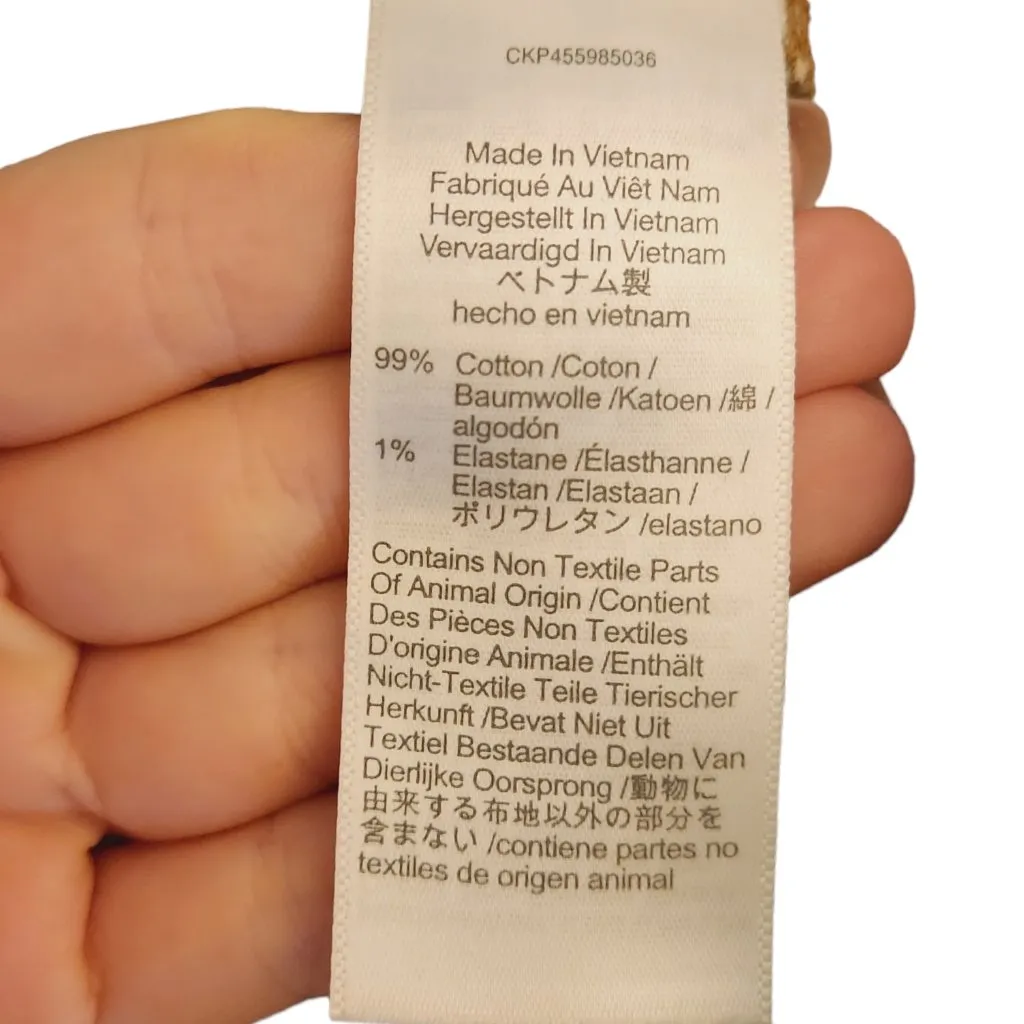 CKP455985036
Made In Vietnam
Fabriqué Au Viêt Nam
Hergestellt In Vietnam
Vervaardigd In Vietnam
ベトナム製
hecho en vietnam
99% Cotton /Coton /
Baumwolle /Katoen /綿 /
algodón
1% Elastane /Élasthanne /
Elastan /Elastaan /
ポリウレタン /elastano
Contains Non Textile Parts
Of Animal Origin /Contient
Des Pièces Non Textiles
D'origine Animale /Enthält
Nicht-Textile Teile Tierischer
Herkunft /Bevat Niet Uit
Textiel Bestaande Delen Van
Dierlijke Oorsprong /動物に
由来する布地以外の部分を
含まない /contiene partes no
textiles de origen animal